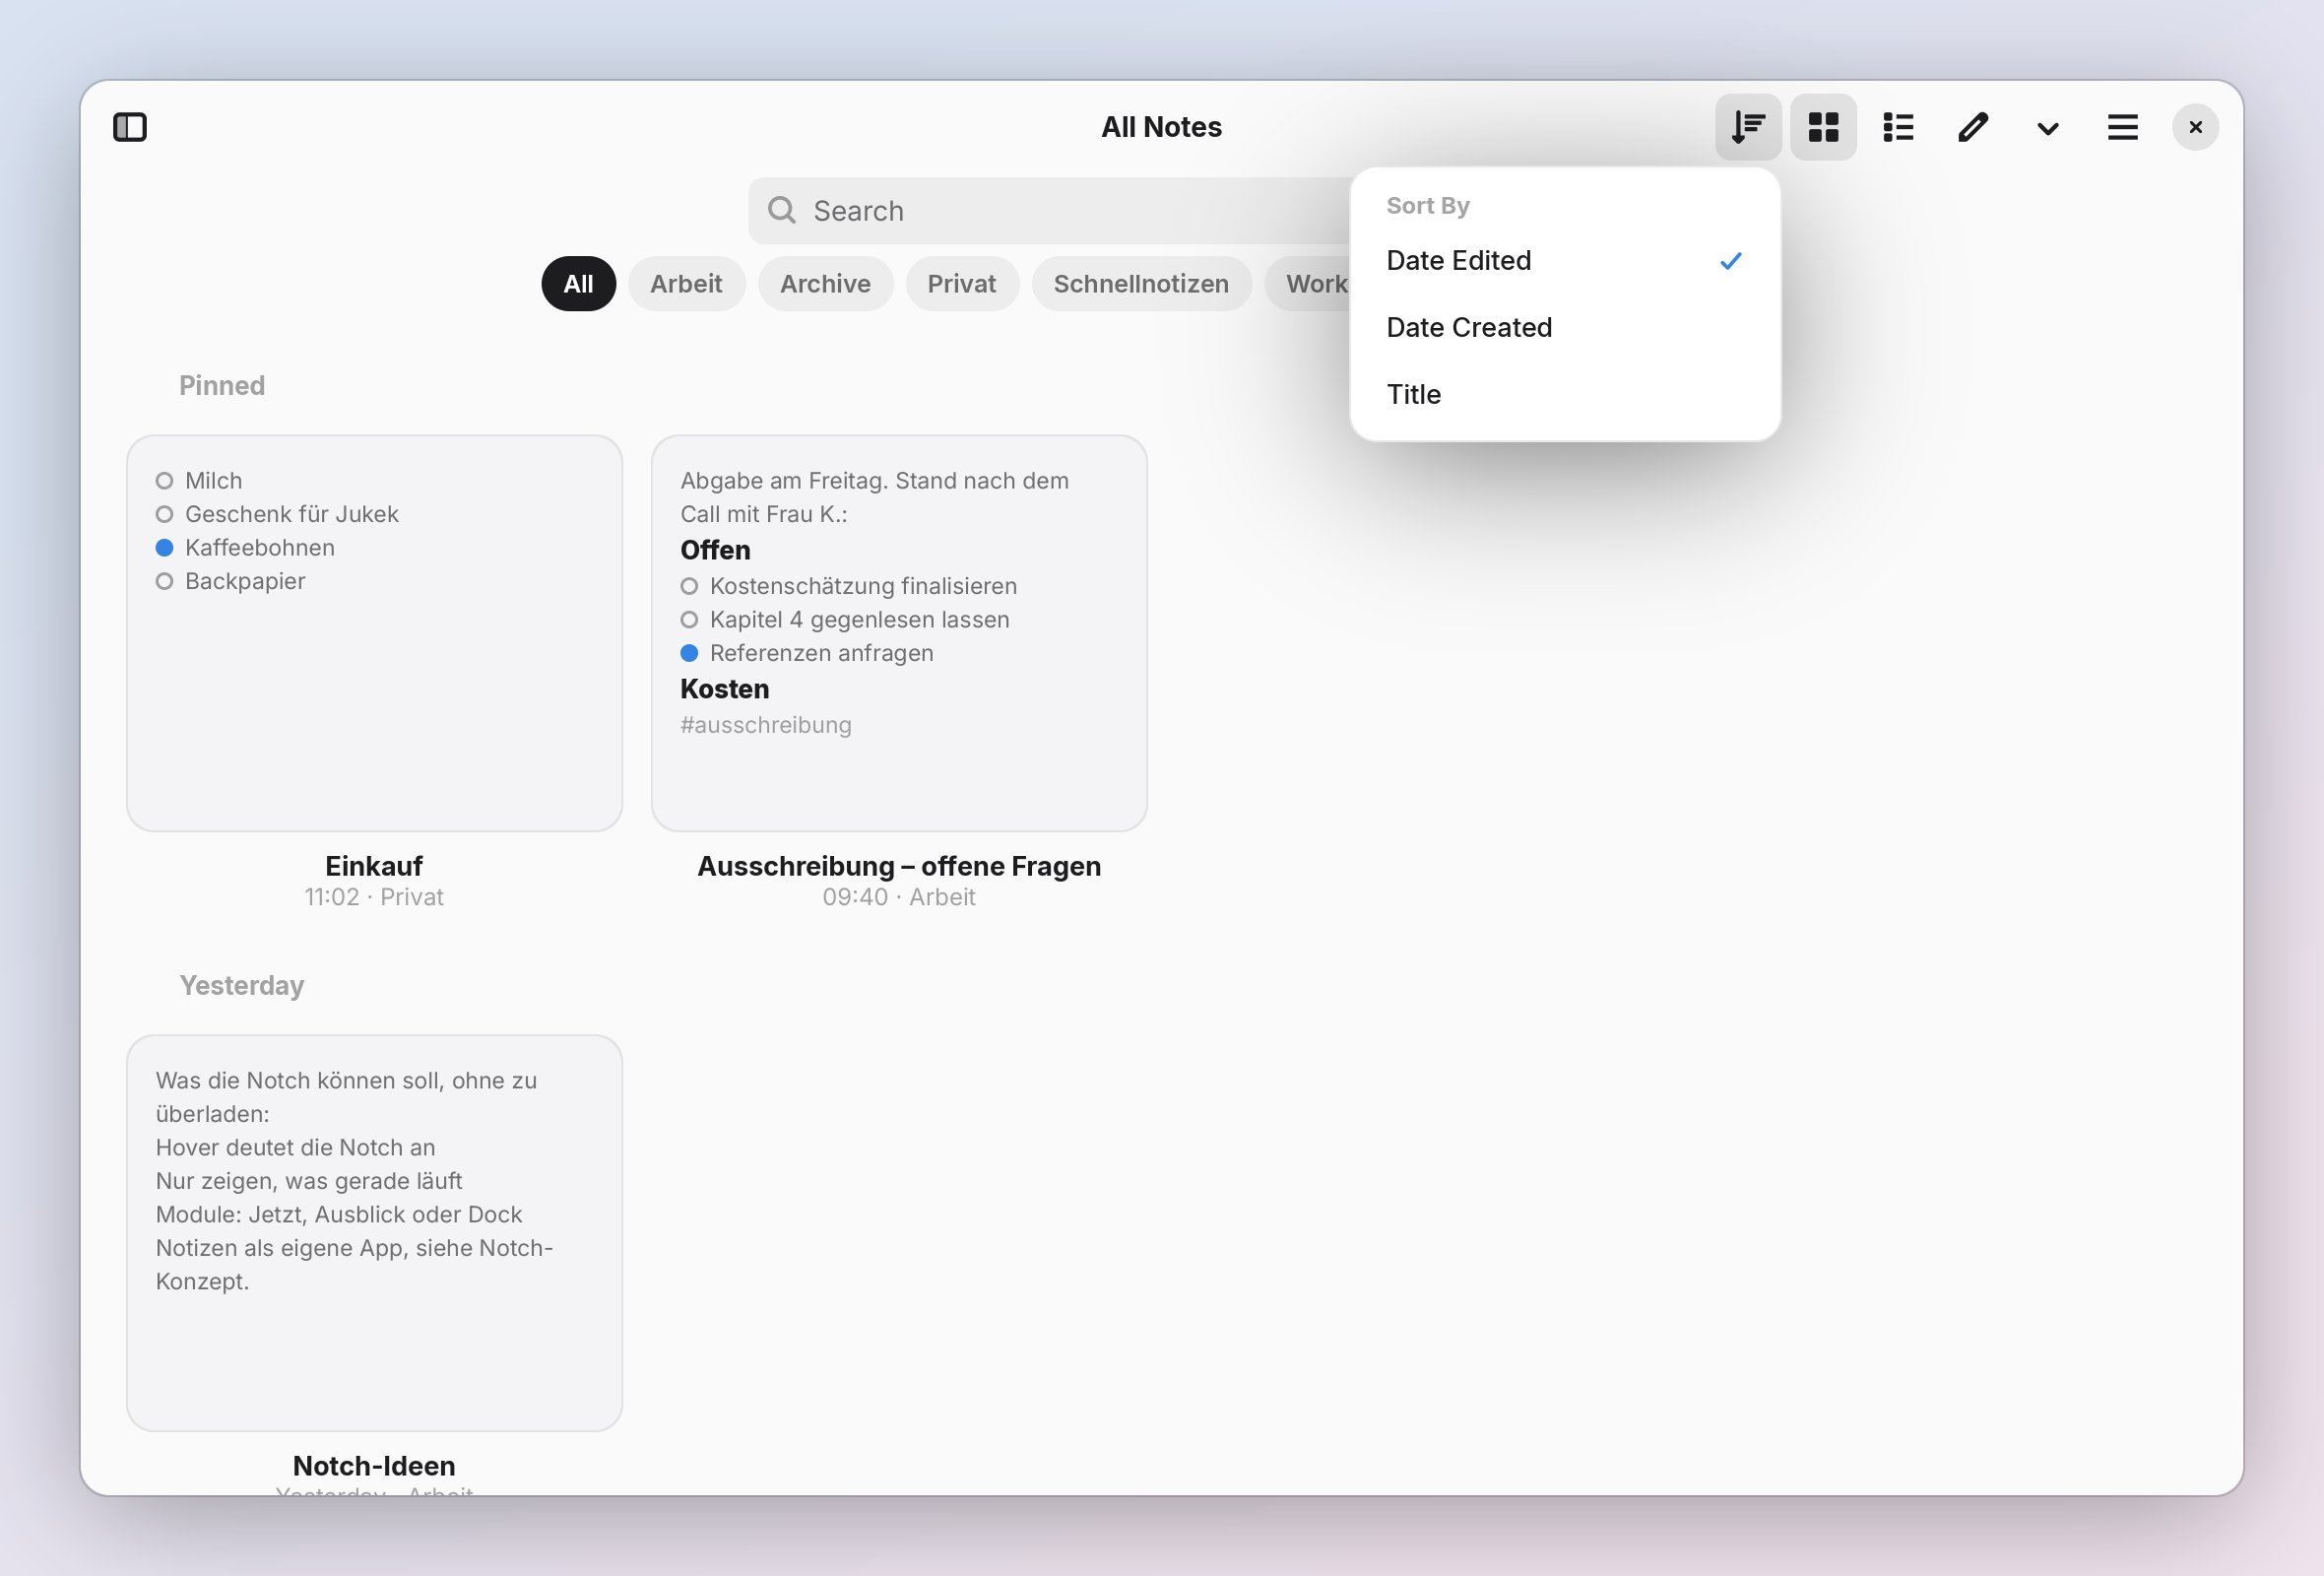 All Notes
Search
Sort By
Date Edited
Date Created
Title
All
Arbeit
Archive
Privat
Schnellnotizen
Work
Pinned
Milch
Geschenk für Jukek
Kaffeebohnen
Backpapier
Einkauf
11:02 · Privat
Abgabe am Freitag. Stand nach dem
Call mit Frau K.:
Offen
Kostenschätzung finalisieren
Kapitel 4 gegenlesen lassen
Referenzen anfragen
Kosten
#ausschreibung
Ausschreibung – offene Fragen
09:40 · Arbeit
Yesterday
Was die Notch können soll, ohne zu
überladen:
Hover deutet die Notch an
Nur zeigen, was gerade läuft
Module: Jetzt, Ausblick oder Dock
Notizen als eigene App, siehe Notch-
Konzept.
Notch-Ideen
Yesterday · Arbeit